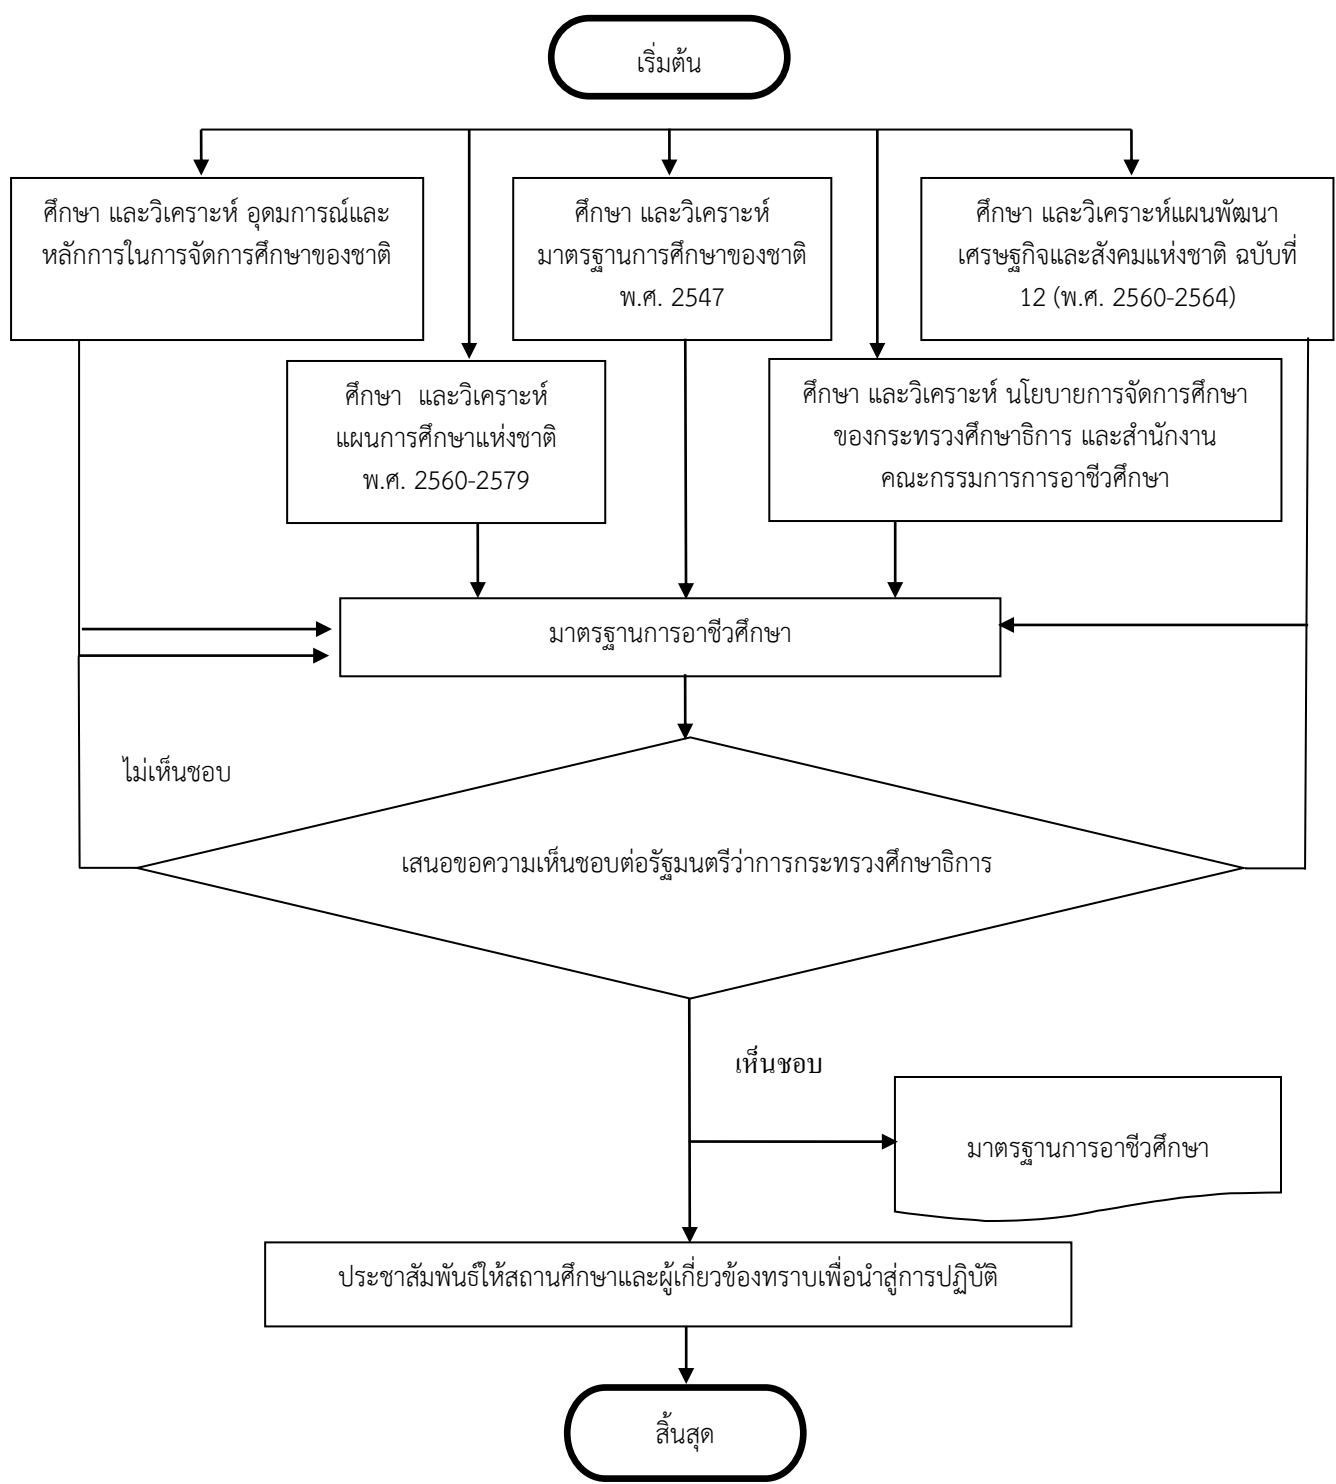 เริ่มต้น
ศึกษา และวิเคราะห์ อุดมการณ์และ
หลักการในการจัดการศึกษาของชาติ
ศึกษา และวิเคราะห์
มาตรฐานการศึกษาของชาติ
พ.ศ. 2547
ศึกษา และวิเคราะห์แผนพัฒนา
เศรษฐกิจและสังคมแห่งชาติ ฉบับที่
12 (พ.ศ. 2560-2564)
ศึกษา และวิเคราะห์
แผนการศึกษาแห่งชาติ
พ.ศ. 2560-2579
ศึกษา และวิเคราะห์ นโยบายการจัดการศึกษา
ของกระทรวงศึกษาธิการ และสำนักงาน
คณะกรรมการการอาชีวศึกษา
มาตรฐานการอาชีวศึกษา
ไม่เห็นชอบ
เสนอขอความเห็นชอบต่อรัฐมนตรีว่าการกระทรวงศึกษาธิการ
เห็นชอบ
มาตรฐานการอาชีวศึกษา
ประชาสัมพันธ์ให้สถานศึกษาและผู้เกี่ยวข้องทราบเพื่อนำสู่การปฏิบัติ
สิ้นสุด